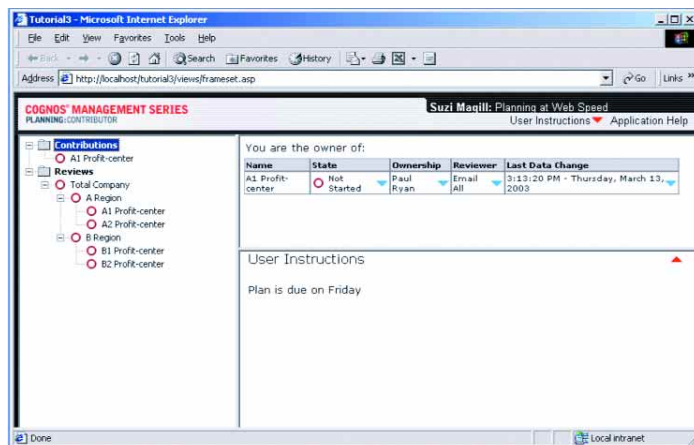 Tutorial3 - Microsoft Internet Explorer
File Edit View Favorites Tools Help
Back Search Favorites History
Address http://localhost/tutorial3/views/frameset.asp Go Links »
COGNOS' MANAGEMENT SERIES
PLANNING:CONTRIBUTOR
Suzi Magill: Planning at Web Speed
User Instructions Application Help
Contributions
A1 Profit-center
Reviews
Total Company
A Region
A1 Profit-center
A2 Profit-center
B Region
B1 Profit-center
B2 Profit-center
You are the owner of:
Name State Ownership Reviewer Last Data Change
A1 Profit- Not Paul Email 3:13:20 PM - Thursday, March 13,
center Started Ryan All 2003
User Instructions
Plan is due on Friday
Done Local intranet